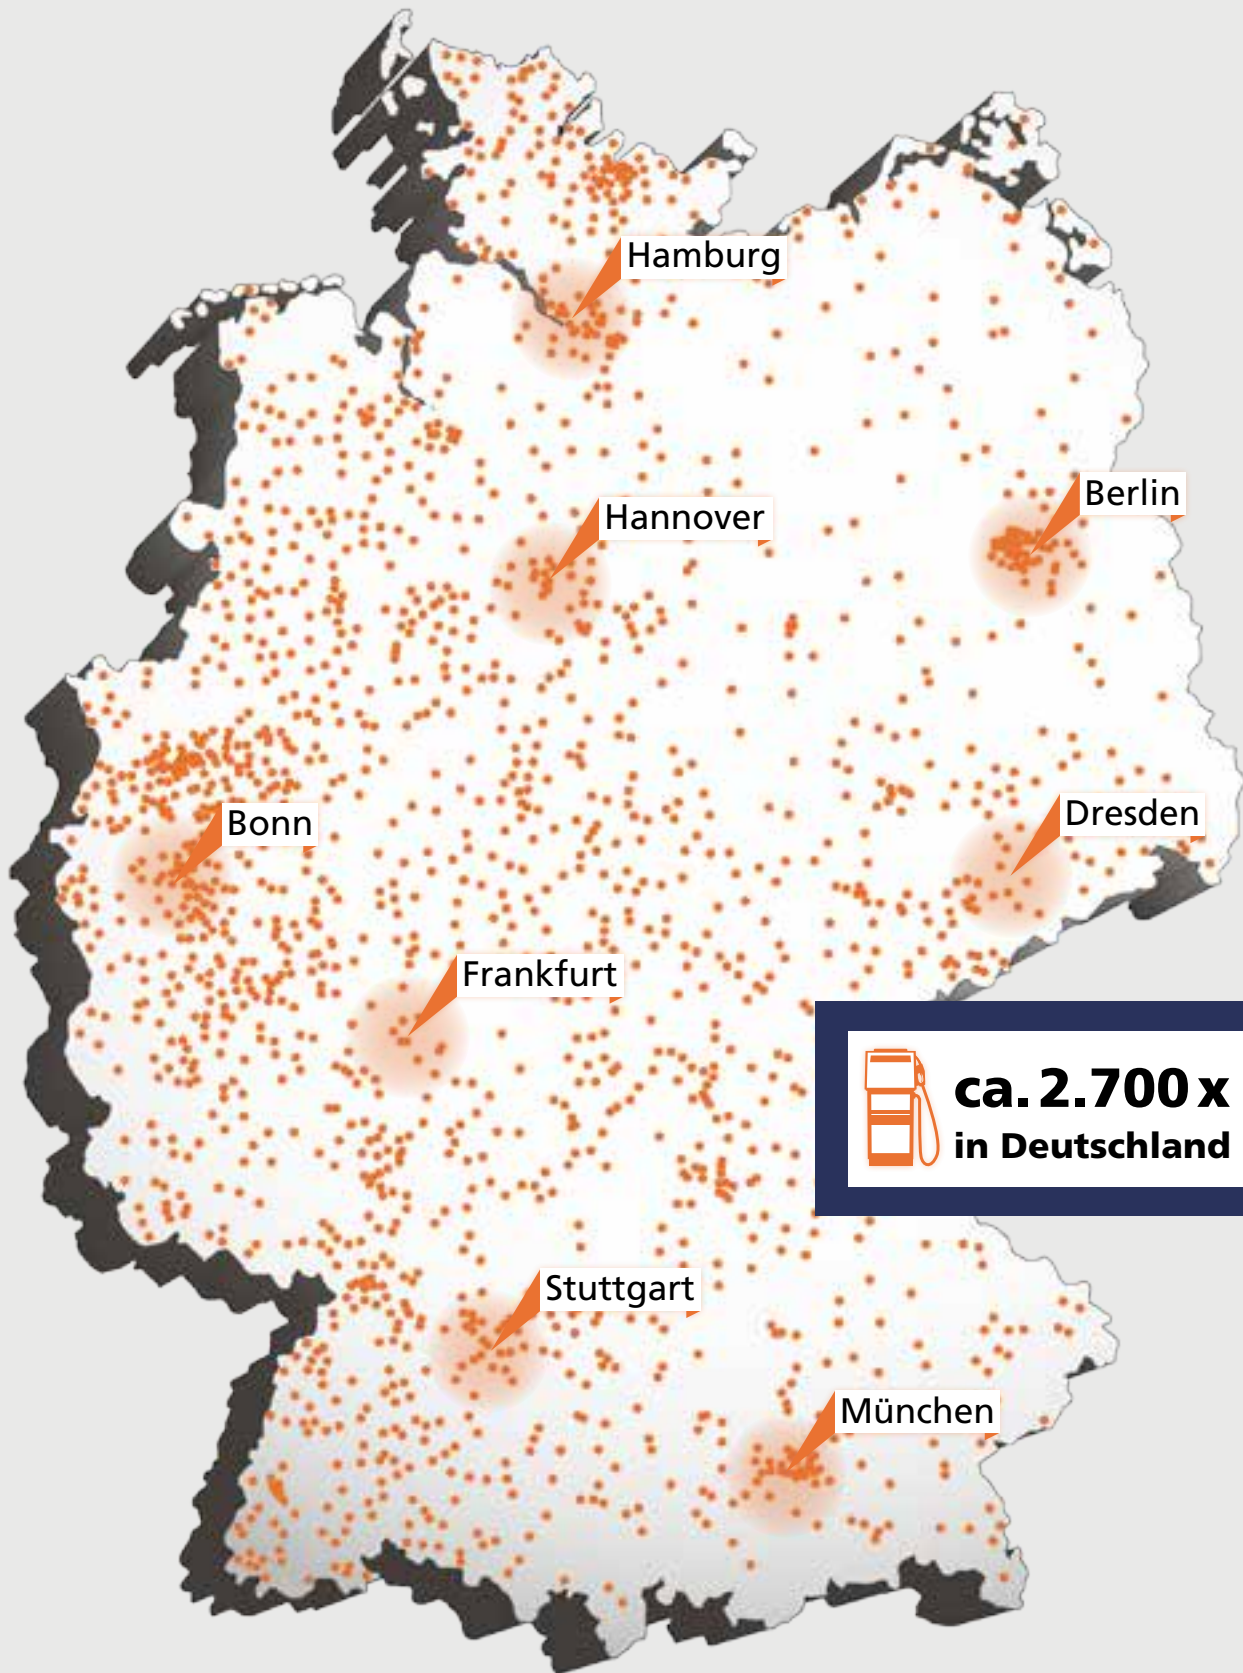 Hamburg
Berlin
Hannover
Dresden
Bonn
Frankfurt
ca. 2.700 x
in Deutschland
Stuttgart
München